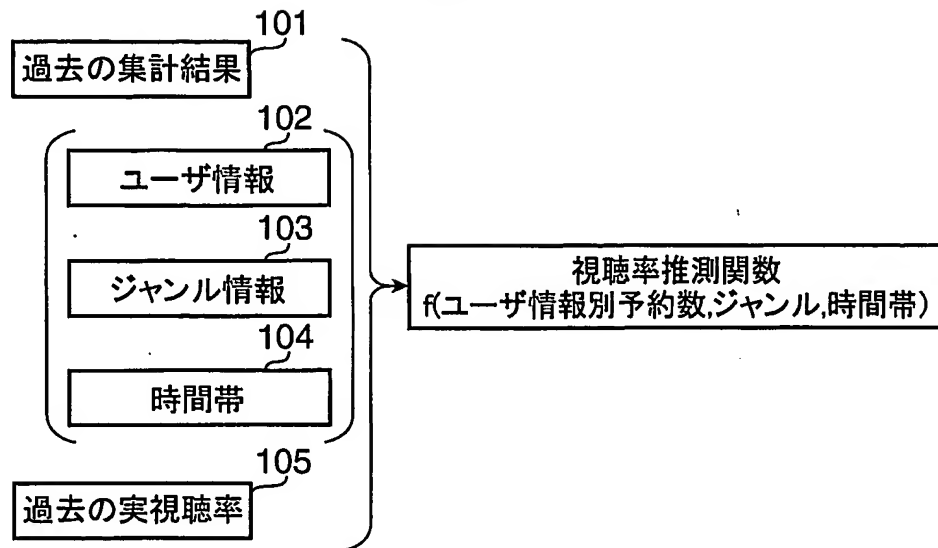 101
過去の集計結果
102
ユーザ情報
103
ジャンル情報
104
時間帯
105
過去の実視聴率
視聴率推測関数
f(ユーザ情報別予約数,ジャンル,時間帯)